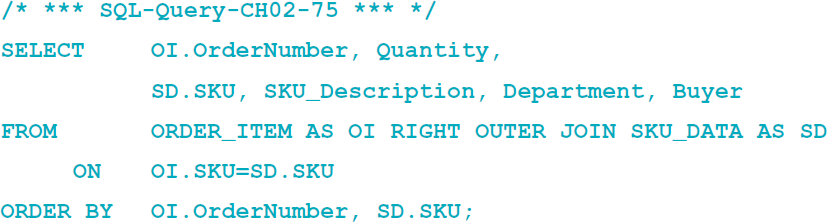 /* *** SQL-Query-CH02-75 *** */
SELECT OI.OrderNumber, Quantity,
SD.SKU, SKU_Description, Department, Buyer
FROM ORDER_ITEM AS OI RIGHT OUTER JOIN SKU_DATA AS SD
ON OI.SKU=SD.SKU
ORDER BY OI.OrderNumber, SD.SKU;